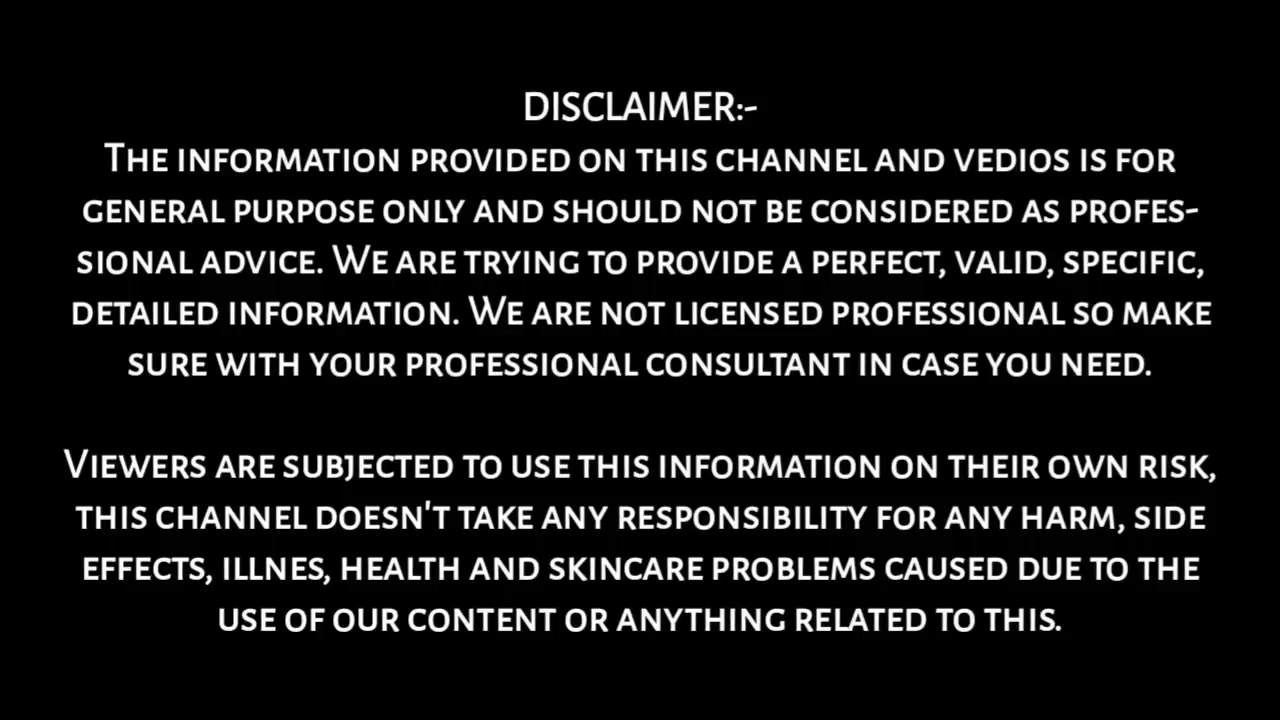 DISCLAIMER:-
The information provided on this channel and vedios is for
general purpose only and should not be considered as profes-
sional advice. We are trying to provide a perfect, valid, specific,
detailed information. We are not licensed professional so make
sure with your professional consultant in case you need.
Viewers are subjected to use this information on their own risk,
this channel doesn't take any responsibility for any harm, side
effects, illnes, health and skincare problems caused due to the
use of our content or anything related to this.